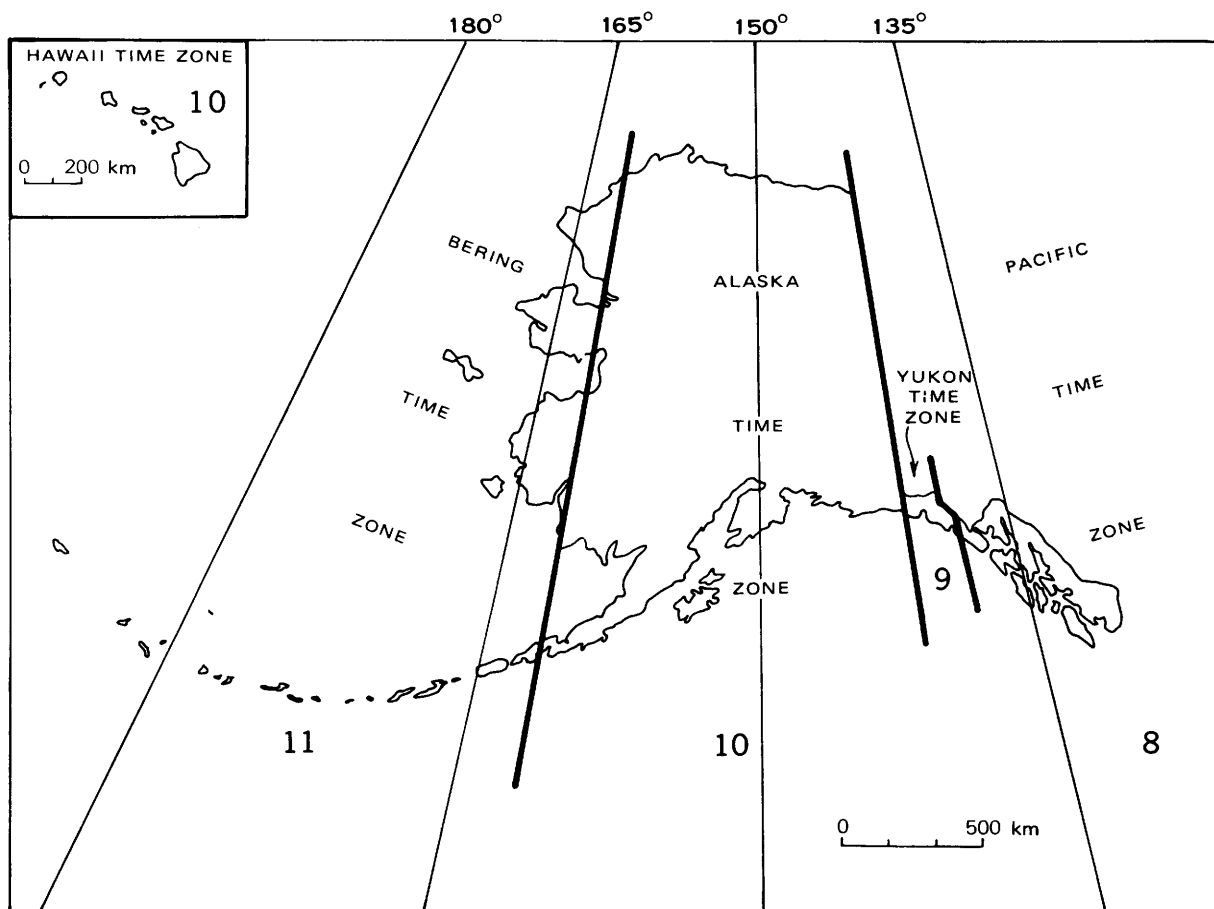 180°
165°
150°
135°
HAWAII TIME ZONE
10
0 200 km
BERING
TIME
ZONE
ALASKA
TIME
ZONE
PACIFIC
TIME
ZONE
YUKON
TIME
ZONE
9
11
10
8
0 500 km